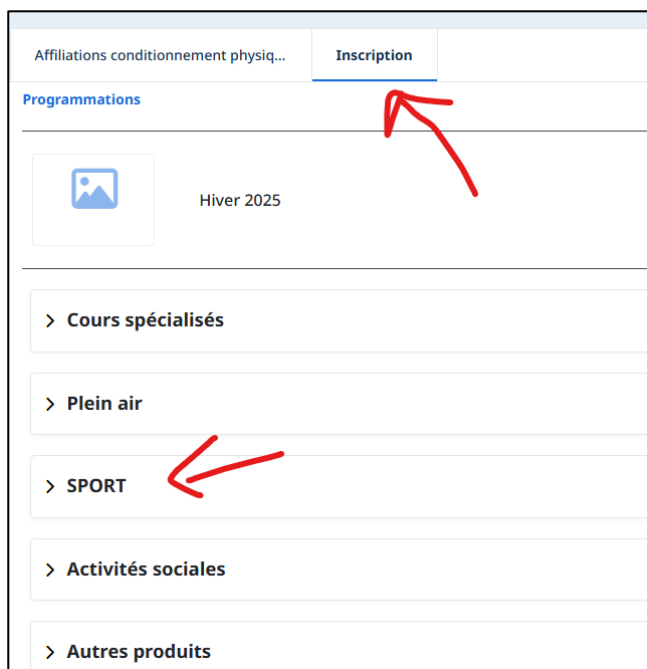 Affiliations conditionnement physiq... Inscription
Programmations
Hiver 2025
Cours spécialisés
Plein air
SPORT
Activités sociales
Autres produits